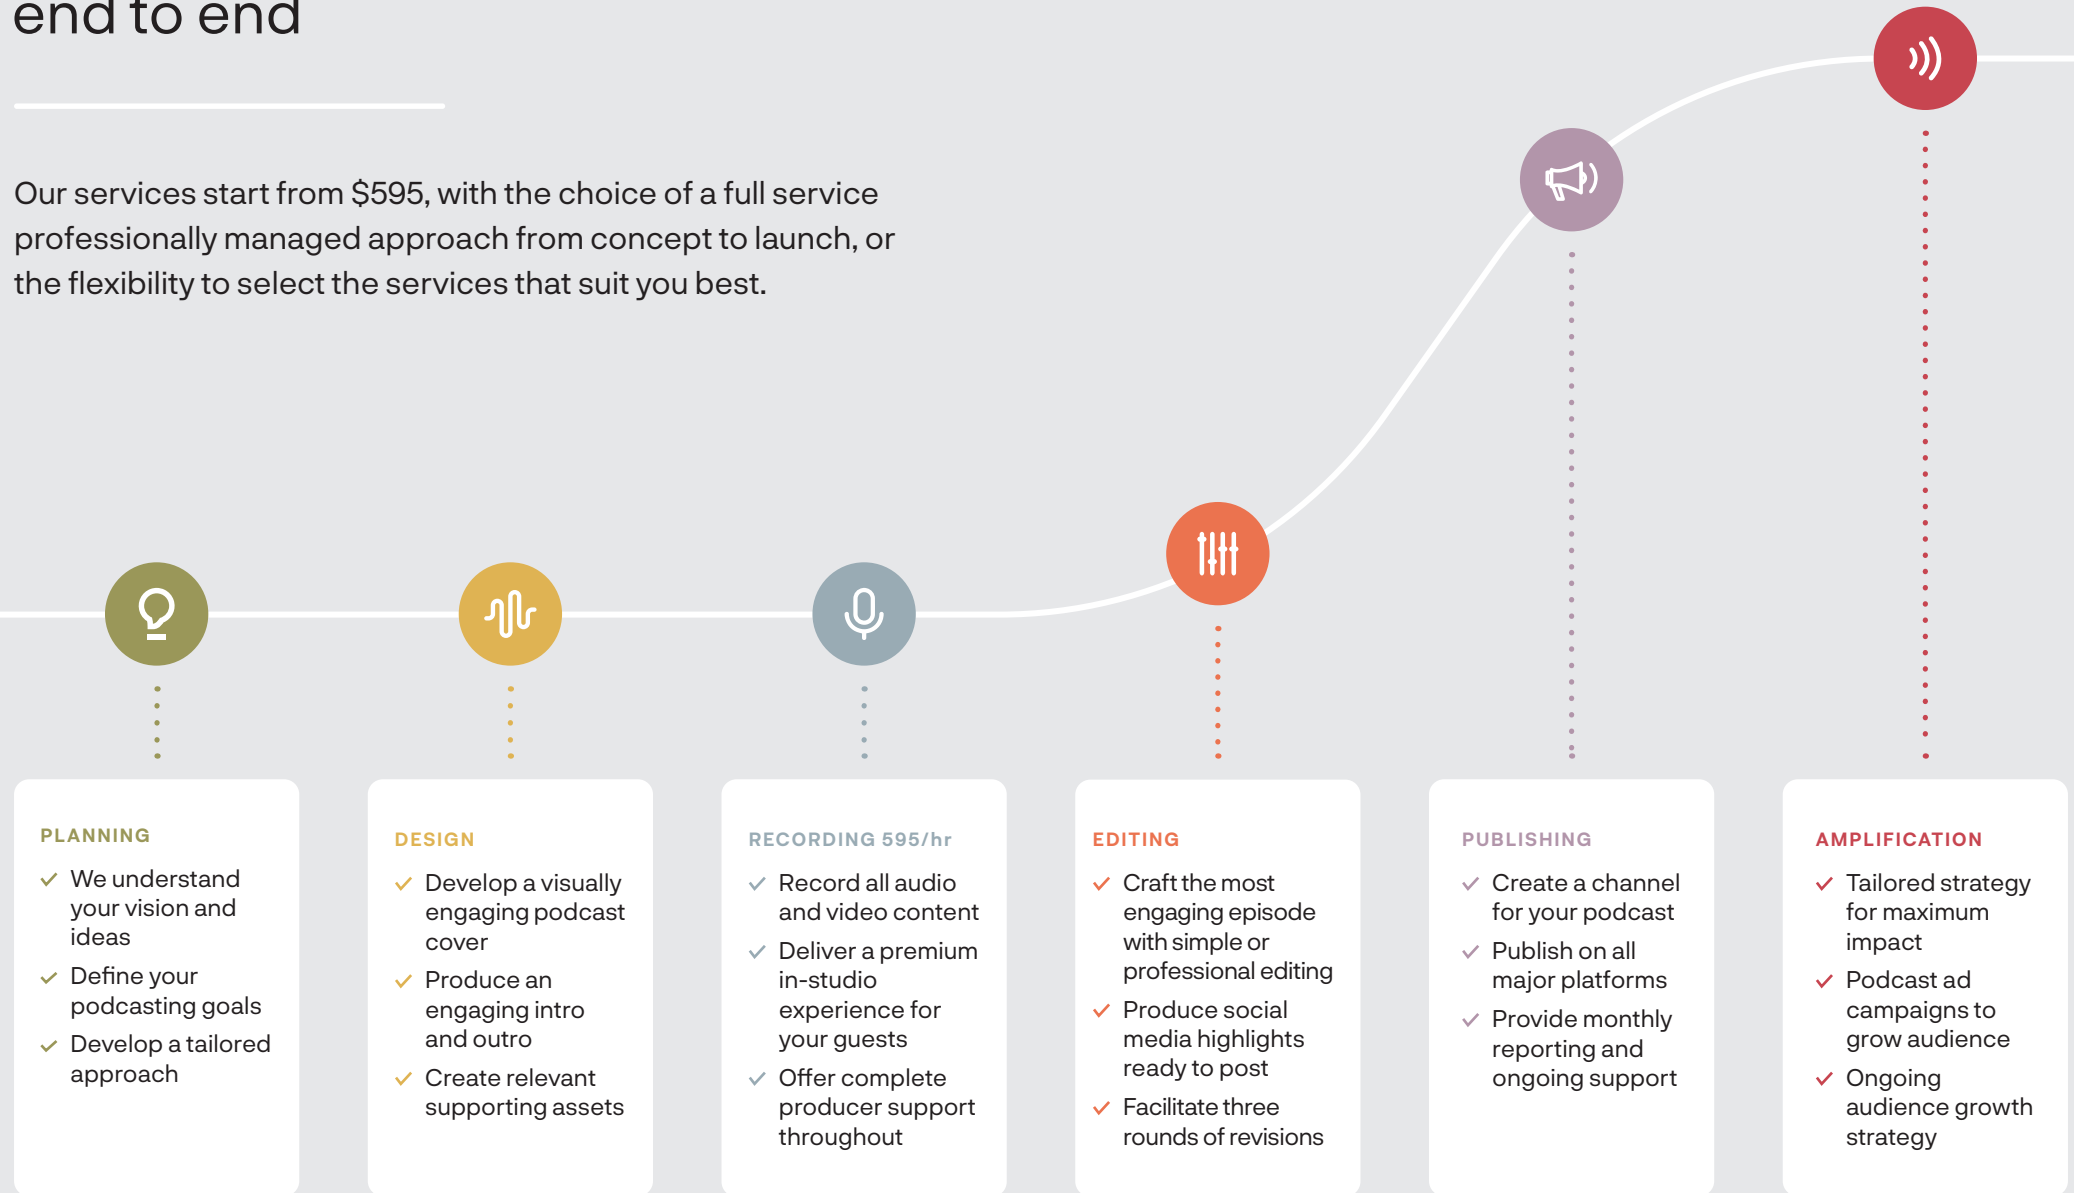 end to end
Our services start from $595, with the choice of a full service
professionally managed approach from concept to launch, or
the flexibility to select the services that suit you best.
PLANNING
We understand
your vision and
ideas
Define your
podcasting goals
Develop a tailored
approach
DESIGN
Develop a visually
engaging podcast
cover
Produce an
engaging intro
and outro
Create relevant
supporting assets
RECORDING 595/hr
Record all audio
and video content
Deliver a premium
in-studio
experience for
your guests
Offer complete
producer support
throughout
EDITING
Craft the most
engaging episode
with simple or
professional editing
Produce social
media highlights
ready to post
Facilitate three
rounds of revisions
PUBLISHING
Create a channel
for your podcast
Publish on all
major platforms
Provide monthly
reporting and
ongoing support
AMPLIFICATION
Tailored strategy
for maximum
impact
Podcast ad
campaigns to
grow audience
Ongoing
audience growth
strategy